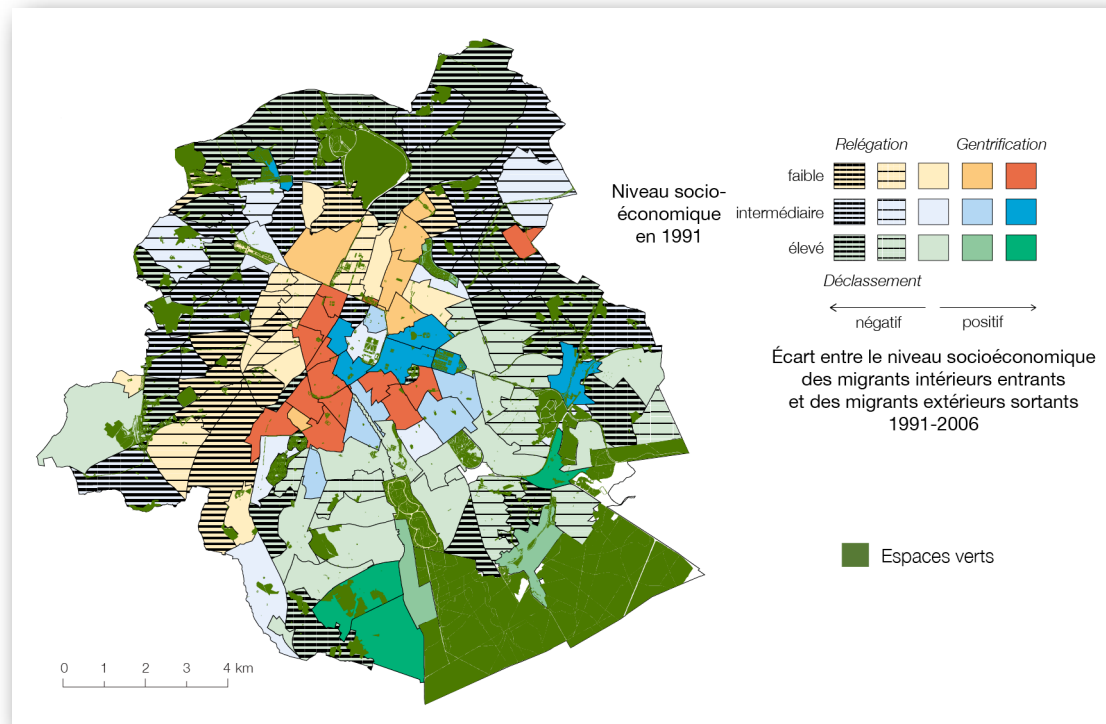 Relégation Gentrification
Niveau socio-
économique
en 1991
faible
intermédiaire
élevé
Déclassement
négatif positif
Écart entre le niveau socioéconomique
des migrants intérieurs entrants
et des migrants extérieurs sortants
1991-2006
Espaces verts
0 1 2 3 4 km